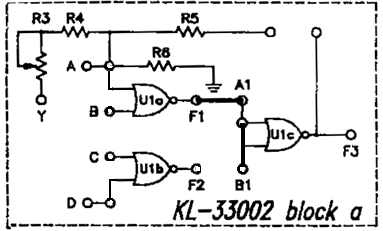 R3 R4 R5
A R6
Y B U1a F1 A1
U1c F3
C U1b F2 B1
D
KL-33002 block a